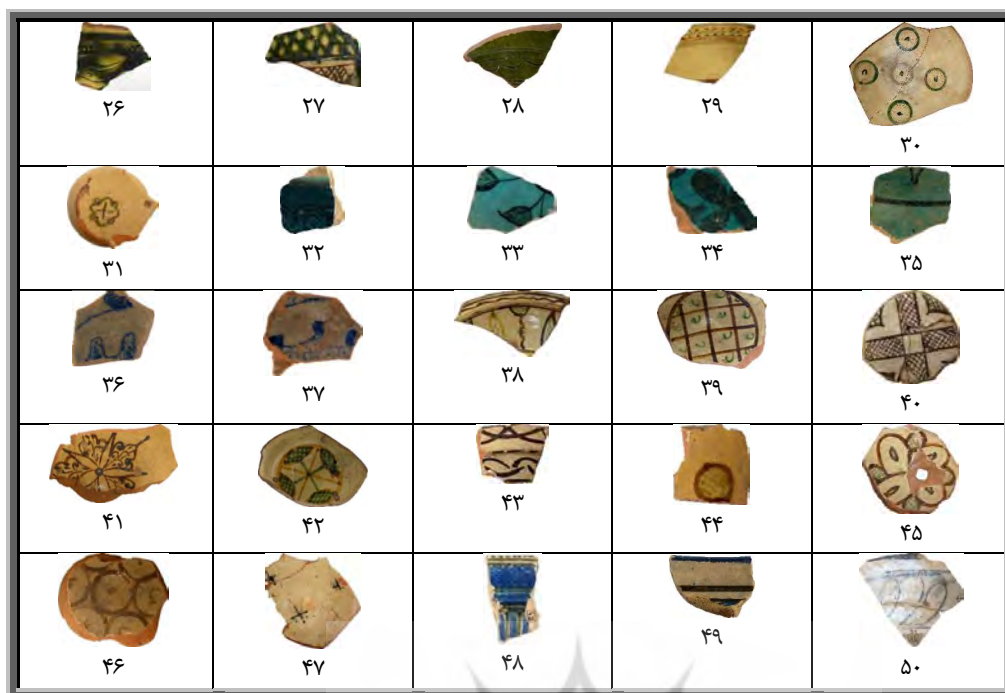 ۲۶ ۲۷ ۲۸ ۲۹ ۳۰
۳۱ ۳۲ ۳۳ ۳۴ ۳۵
۳۶ ۳۷ ۳۸ ۳۹ ۴۰
۴۱ ۴۲ ۴۳ ۴۴ ۴۵
۴۶ ۴۷ ۴۸ ۴۹ ۵۰